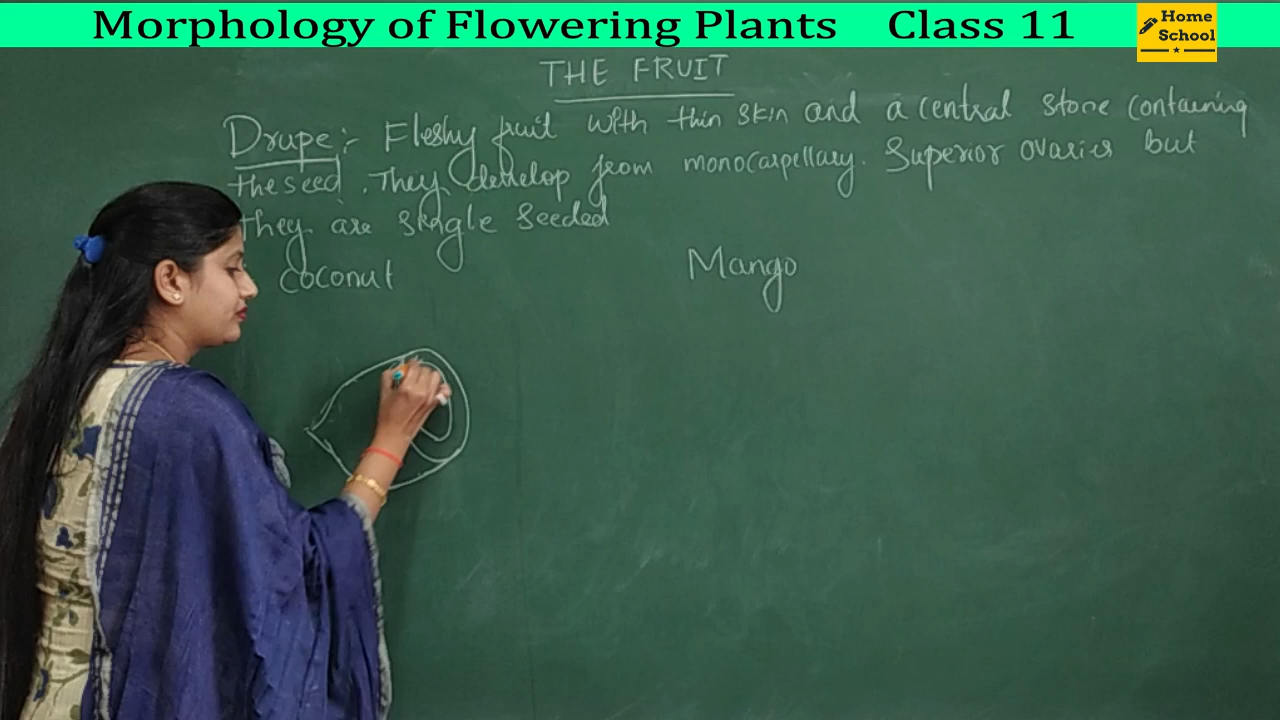 Morphology of Flowering Plants Class 11
Home
School
THE FRUIT
Drupe:- Fleshy fruit with thin skin and a central stone containing
the seed. They develop from monocarpellary. Superior ovaries but
they are single seeded
coconut Mango